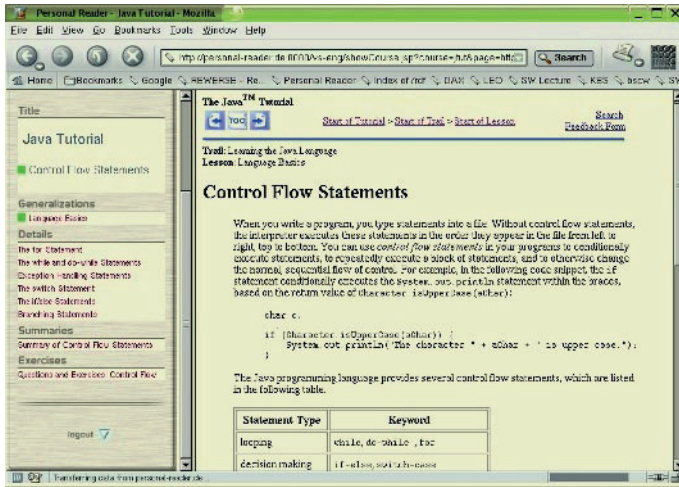 Personal Reader - Java Tutorial - Mozilla
File Edit View Go Bookmarks Tools Window Help
Search
Home Bookmarks Google REWERSE - Re... Personal Reader Index of /rdf DAX LEO SW Lecture KBS bscw
Title
Java Tutorial
Control Flow Statements
Generalizations
Language Basics
Details
The for Statement
The while and do-while Statements
Exception Handling Statements
The switch Statement
The if/else Statements
Branching Statements
Summaries
Summary of Control Flow Statements
Exercises
Questions and Exercises: Control Flow
logout
The Java™ Tutorial
TOC
Start of Tutorial > Start of Trail > Start of Lesson
Search
Feedback Form
Trail: Learning the Java Language
Lesson: Language Basics
Control Flow Statements
When you write a program, you type statements into a file. Without control flow statements,
the interpreter executes these statements in the order they appear in the file from left to
right, top to bottom. You can use control flow statements in your programs to conditionally
execute statements, to repeatedly execute a block of statements, and to otherwise change
the normal, sequential flow of control. For example, in the following code snippet, the if
statement conditionally executes the System.out.println statement within the braces,
based on the return value of Character.isUpperCase(aChar):
char c;
if (Character.isUpperCase(aChar)) {
System.out.println("The character " + aChar + " is upper case.");
}
The Java programming language provides several control flow statements, which are listed
in the following table.
Statement Type Keyword
looping while, do-while, for
decision making if-else, switch-case
Transferring data from personal-reader.de